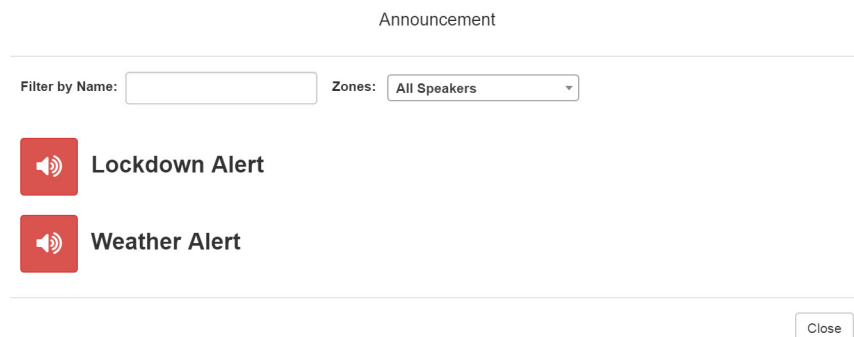 Announcement
Filter by Name: Zones: All Speakers
Lockdown Alert
Weather Alert
Close